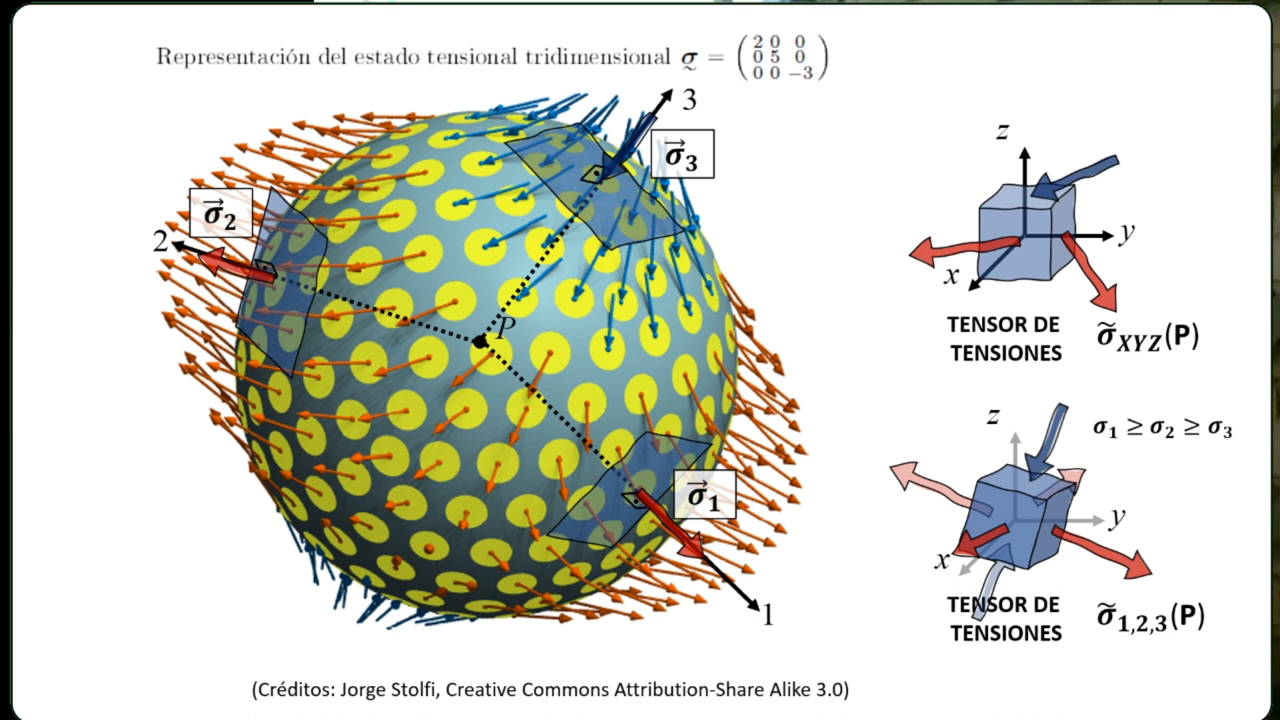 Representación del estado tensional tridimensional σ = (2 0 0
0 5 0
0 0 −3)
3
σ⃗₃
σ⃗₂
2
P
σ⃗₁
1
z
y
x
TENSOR DE
TENSIONES
σ̃XYZ(P)
z
σ₁ ≥ σ₂ ≥ σ₃
y
x
TENSOR DE
TENSIONES
σ̃₁,₂,₃(P)
(Créditos: Jorge Stolfi, Creative Commons Attribution-Share Alike 3.0)